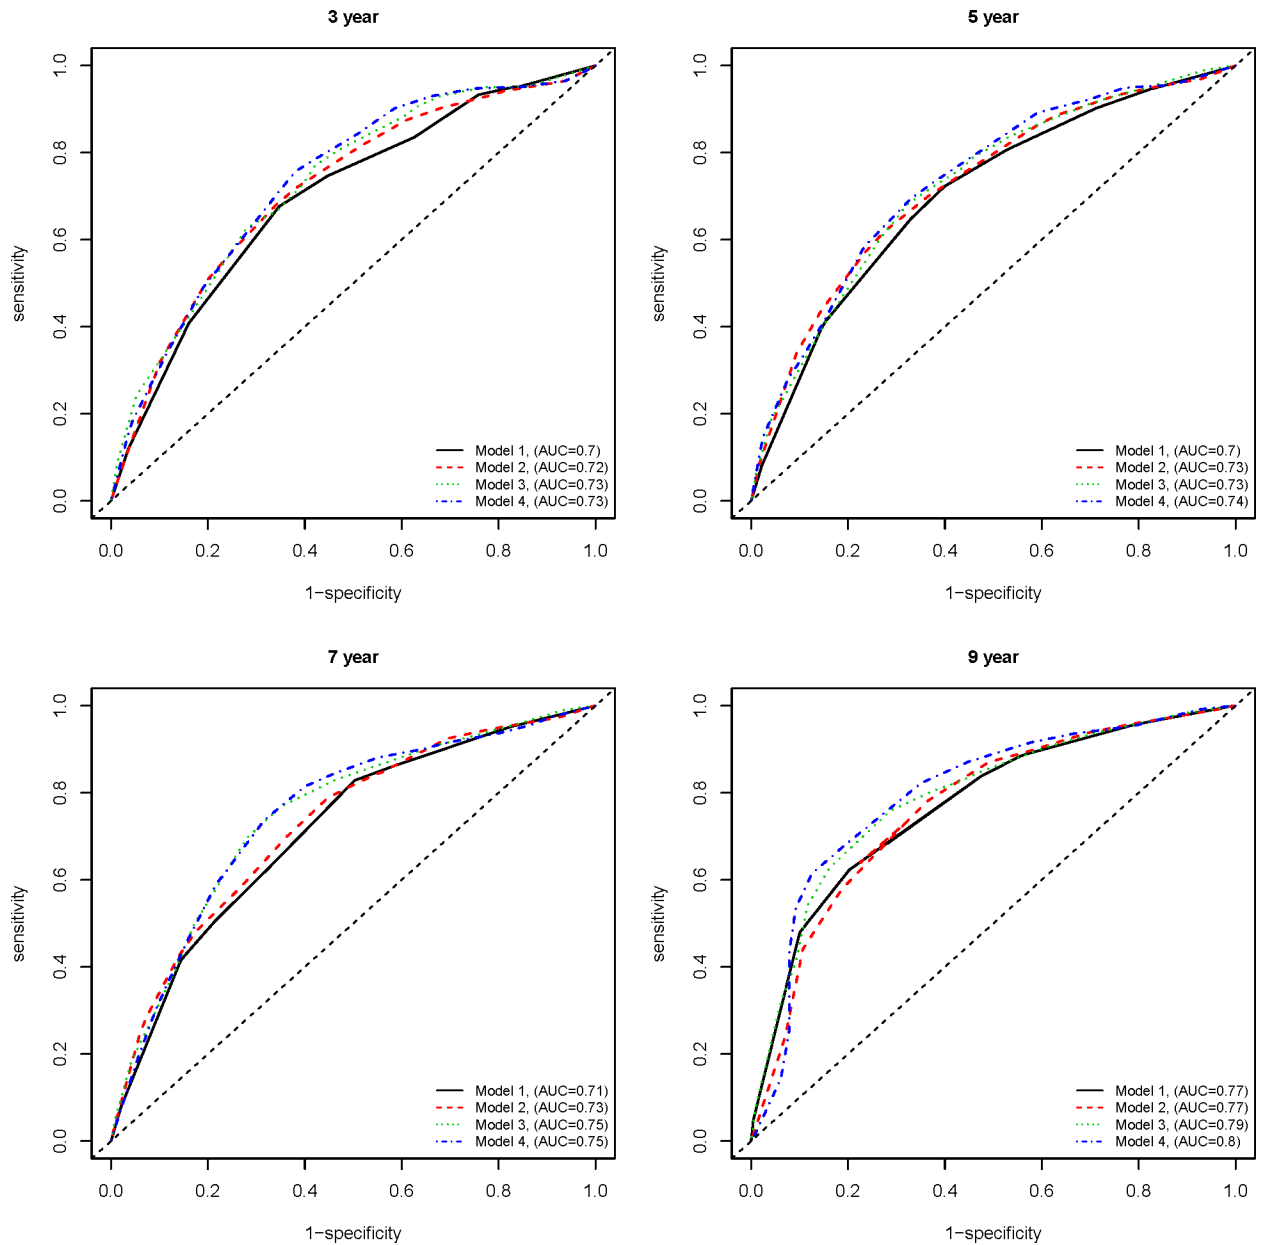 3 year
sensitivity
1.0
0.8
0.6
0.4
0.2
0.0
Model 1, (AUC=0.7)
Model 2, (AUC=0.72)
Model 3, (AUC=0.73)
Model 4, (AUC=0.73)
0.0 0.2 0.4 0.6 0.8 1.0
1−specificity
5 year
sensitivity
1.0
0.8
0.6
0.4
0.2
0.0
Model 1, (AUC=0.7)
Model 2, (AUC=0.73)
Model 3, (AUC=0.73)
Model 4, (AUC=0.74)
0.0 0.2 0.4 0.6 0.8 1.0
1−specificity
7 year
sensitivity
1.0
0.8
0.6
0.4
0.2
0.0
Model 1, (AUC=0.71)
Model 2, (AUC=0.73)
Model 3, (AUC=0.75)
Model 4, (AUC=0.75)
0.0 0.2 0.4 0.6 0.8 1.0
1−specificity
9 year
sensitivity
1.0
0.8
0.6
0.4
0.2
0.0
Model 1, (AUC=0.77)
Model 2, (AUC=0.77)
Model 3, (AUC=0.79)
Model 4, (AUC=0.8)
0.0 0.2 0.4 0.6 0.8 1.0
1−specificity